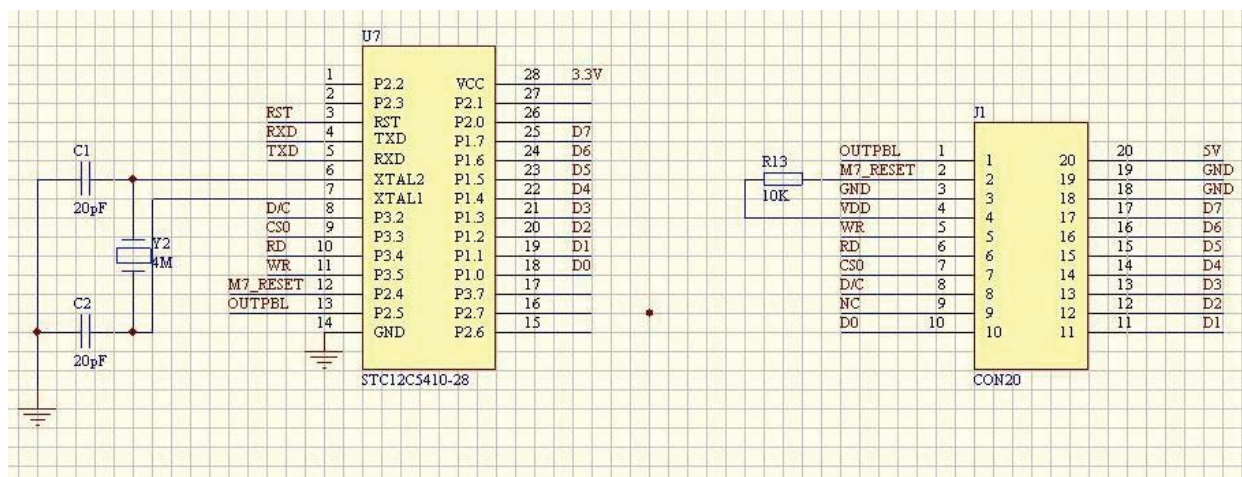 U7
1 P2.2 VCC 28 3.3V
2 P2.3 P2.1 27
RST 3 RST P2.0 26
RXD 4 TXD P1.7 25 D7
TXD 5 RXD P1.6 24 D6
6 XTAL2 P1.5 23 D5
7 XTAL1 P1.4 22 D4
D/C 8 P3.2 P1.3 21 D3
CS0 9 P3.3 P1.2 20 D2
RD 10 P3.4 P1.1 19 D1
WR 11 P3.5 P1.0 18 D0
M7_RESET 12 P2.4 P3.7 17
OUTPBL 13 P2.5 P2.7 16
14 GND P2.6 15
STC12C5410-28
C1
20pF
Y2
4M
C2
20pF
R13
10K
J1
OUTPBL 1 1 20 20 5V
M7_RESET 2 2 19 19 GND
GND 3 3 18 18 GND
VDD 4 4 17 17 D7
WR 5 5 16 16 D6
RD 6 6 15 15 D5
CS0 7 7 14 14 D4
D/C 8 8 13 13 D3
NC 9 9 12 12 D2
D0 10 10 11 11 D1
CON20